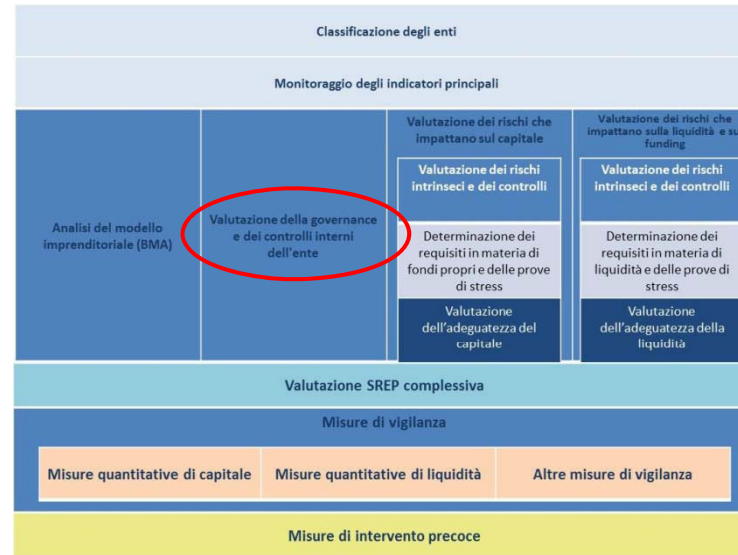 Classificazione degli enti
Monitoraggio degli indicatori principali
Analisi del modello
imprenditoriale (BMA)
Valutazione della governance
e dei controlli interni
dell'ente
Valutazione dei rischi che
impattano sul capitale
Valutazione dei rischi
intrinseci e dei controlli
Determinazione dei
requisiti in materia di
fondi propri e delle prove
di stress
Valutazione
dell'adeguatezza del
capitale
Valutazione dei rischi che
impattano sulla liquidità e su
funding
Valutazione dei rischi
intrinseci e dei controlli
Determinazione dei
requisiti in materia di
liquidità e delle prove di
stress
Valutazione
dell'adeguatezza della
liquidità
Valutazione SREP complessiva
Misure di vigilanza
Misure quantitative di capitale
Misure quantitative di liquidità
Altre misure di vigilanza
Misure di intervento precoce